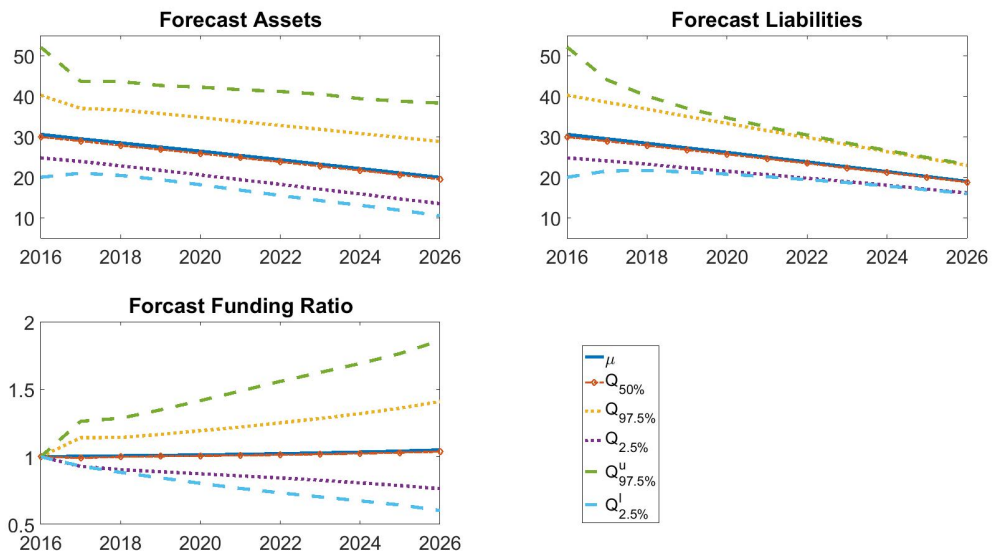 Forecast Assets
50
40
30
20
10
2016 2018 2020 2022 2024 2026
Forecast Liabilities
50
40
30
20
10
2016 2018 2020 2022 2024 2026
Forcast Funding Ratio
2
1.5
1
0.5
2016 2018 2020 2022 2024 2026
μ
Q50%
Q97.5%
Q2.5%
Qu97.5%
Ql2.5%